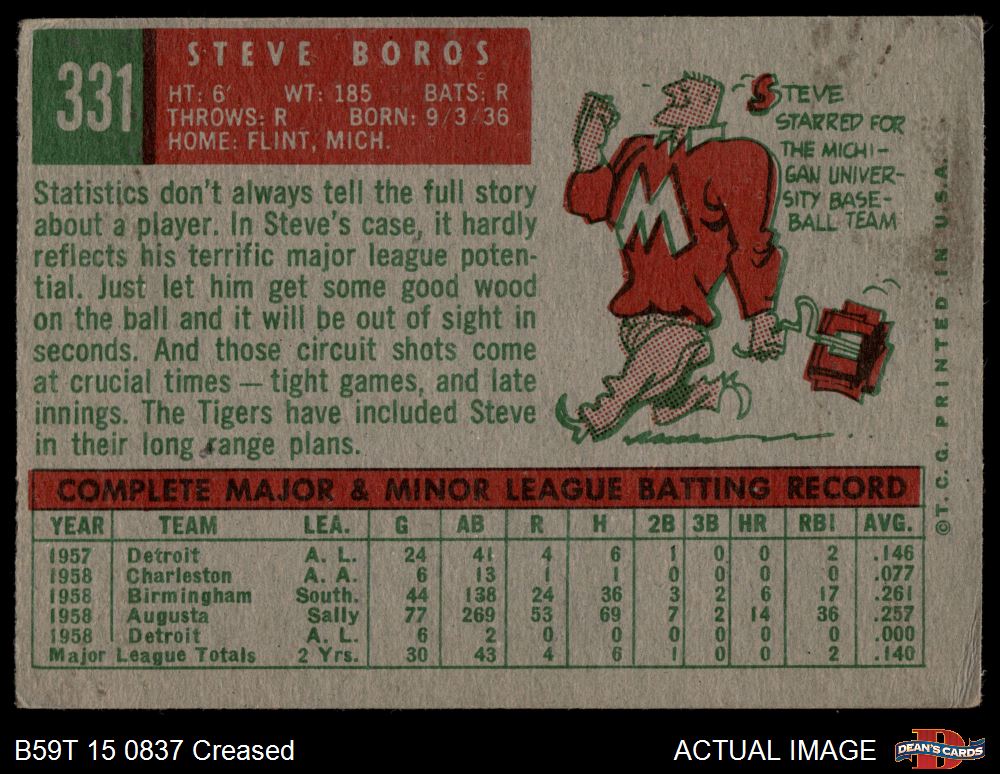 331
STEVE BOROS
HT: 6' WT: 185 BATS: R
THROWS: R BORN: 9/3/36
HOME: FLINT, MICH.
Statistics don't always tell the full story
about a player. In Steve's case, it hardly
reflects his terrific major league poten-
tial. Just let him get some good wood
on the ball and it will be out of sight in
seconds. And those circuit shots come
at crucial times — tight games, and late
innings. The Tigers have included Steve
in their long range plans.
STEVE
STARRED FOR
THE MICHI-
GAN UNIVER-
SITY BASE-
BALL TEAM
M
COMPLETE MAJOR & MINOR LEAGUE BATTING RECORD
YEAR TEAM LEA. G AB R H 2B 3B HR RBI AVG.
1957 Detroit A. L. 24 41 4 6 1 0 0 2 .146
1958 Charleston A. A. 6 13 1 1 0 0 0 0 .077
1958 Birmingham South. 44 138 24 36 3 2 6 17 .261
1958 Augusta Sally 77 269 53 69 7 2 14 36 .257
1958 Detroit A. L. 6 2 0 0 0 0 0 0 .000
Major League Totals 2 Yrs. 30 43 4 6 1 0 0 2 .140
©T. C. G. PRINTED IN U.S.A.
B59T 15 0837 Creased
ACTUAL IMAGE
D
DEAN'S CARDS